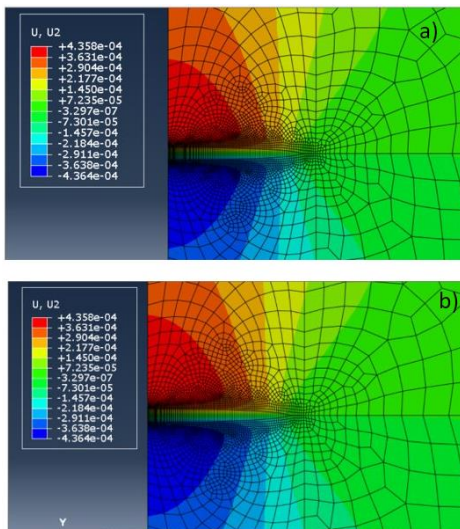 a)
U, U2
+4.358e-04
+3.631e-04
+2.904e-04
+2.177e-04
+1.450e-04
+7.235e-05
-3.297e-07
-7.301e-05
-1.457e-04
-2.184e-04
-2.911e-04
-3.638e-04
-4.364e-04
b)
U, U2
+4.358e-04
+3.631e-04
+2.904e-04
+2.177e-04
+1.450e-04
+7.235e-05
-3.297e-07
-7.301e-05
-1.457e-04
-2.184e-04
-2.911e-04
-3.638e-04
-4.364e-04
Y